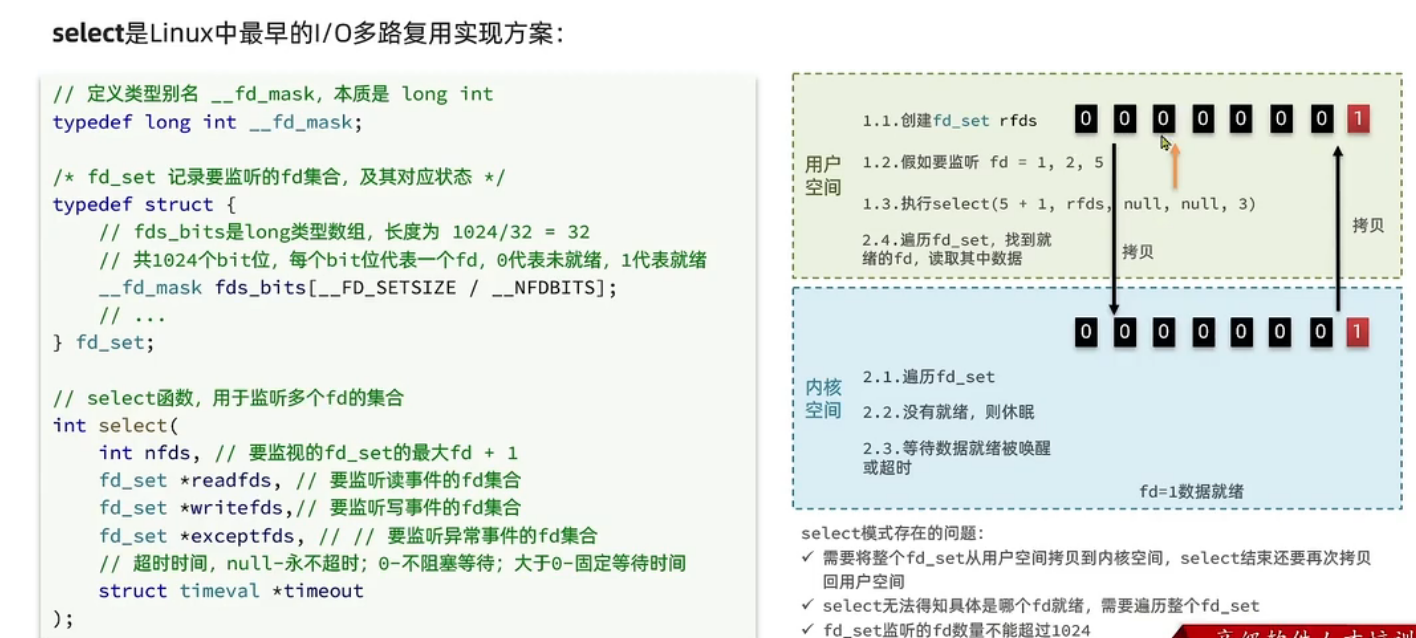 select是Linux中最早的I/O多路复用实现方案：
// 定义类型别名 __fd_mask，本质是 long int
typedef long int __fd_mask;
/* fd_set 记录要监听的fd集合，及其对应状态 */
typedef struct {
// fds_bits是long类型数组，长度为 1024/32 = 32
// 共1024个bit位，每个bit位代表一个fd，0代表未就绪，1代表就绪
__fd_mask fds_bits[__FD_SETSIZE / __NFDBITS];
// ...
} fd_set;
// select函数，用于监听多个fd的集合
int select(
int nfds, // 要监视的fd_set的最大fd + 1
fd_set *readfds, // 要监听读事件的fd集合
fd_set *writefds,// 要监听写事件的fd集合
fd_set *exceptfds, // // 要监听异常事件的fd集合
// 超时时间，null-永不超时；0-不阻塞等待；大于0-固定等待时间
struct timeval *timeout
);
用户
空间
1.1.创建fd_set rfds
0 0 0 0 0 0 0 1
1.2.假如要监听 fd = 1, 2, 5
1.3.执行select(5 + 1, rfds, null, null, 3)
2.4.遍历fd_set，找到就
绪的fd，读取其中数据
拷贝
拷贝
内核
空间
0 0 0 0 0 0 0 1
2.1.遍历fd_set
2.2.没有就绪，则休眠
2.3.等待数据就绪被唤醒
或超时
fd=1数据就绪
select模式存在的问题：
✓ 需要将整个fd_set从用户空间拷贝到内核空间，select结束还要再次拷贝
回用户空间
✓ select无法得知具体是哪个fd就绪，需要遍历整个fd_set
✓ fd_set监听的fd数量不能超过1024